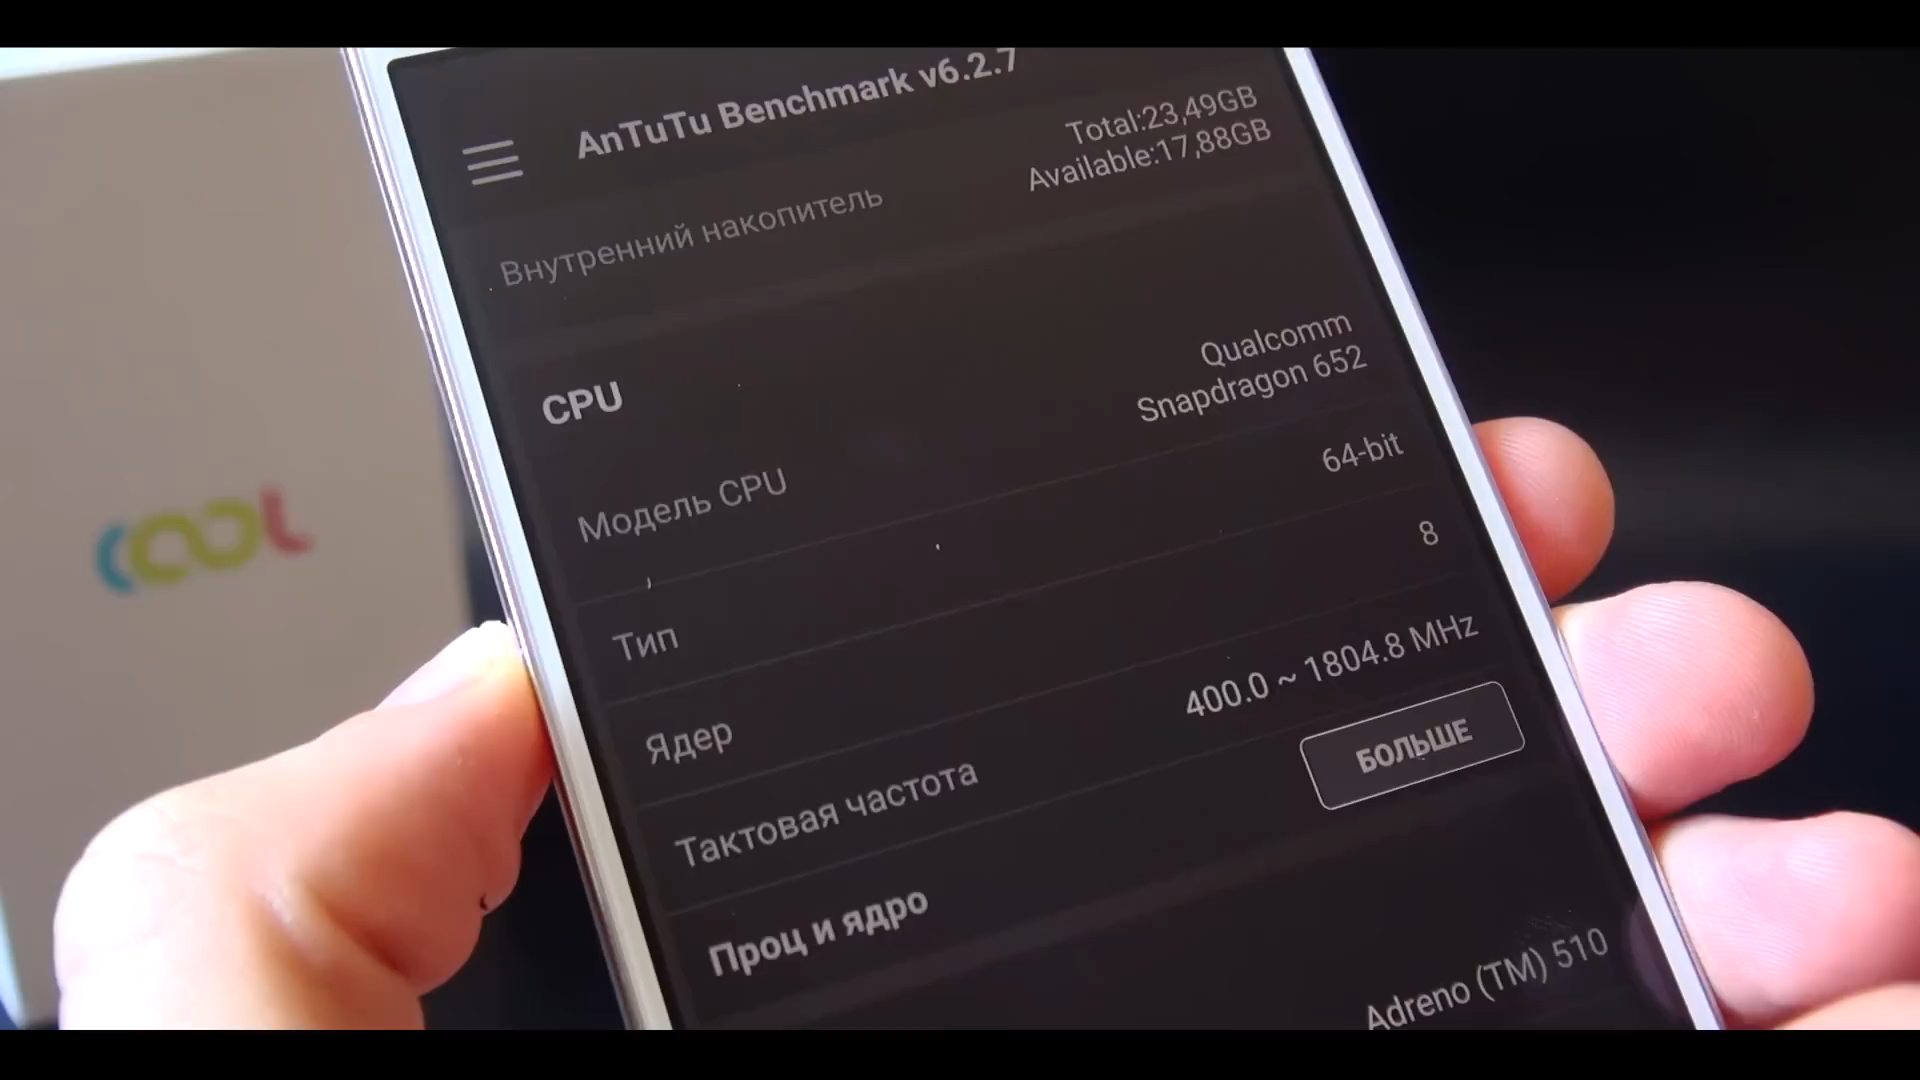 AnTuTu Benchmark v6.2.7
Total:23,49GB
Внутренний накопитель
Available:17,88GB
CPU
Qualcomm
Модель CPU
Snapdragon 652
Тип
64-bit
Ядер
8
Тактовая частота
400.0 ~ 1804.8 MHz
БОЛЬШЕ
Проц и ядро
Adreno (TM) 510
COOL